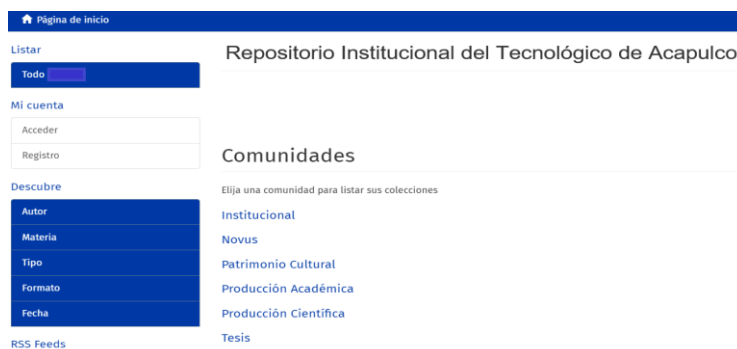 Página de inicio
Listar
Todo
Mi cuenta
Acceder
Registro
Descubre
Autor
Materia
Tipo
Formato
Fecha
RSS Feeds
Repositorio Institucional del Tecnológico de Acapulco
Comunidades
Elija una comunidad para listar sus colecciones
Institucional
Novus
Patrimonio Cultural
Producción Académica
Producción Científica
Tesis